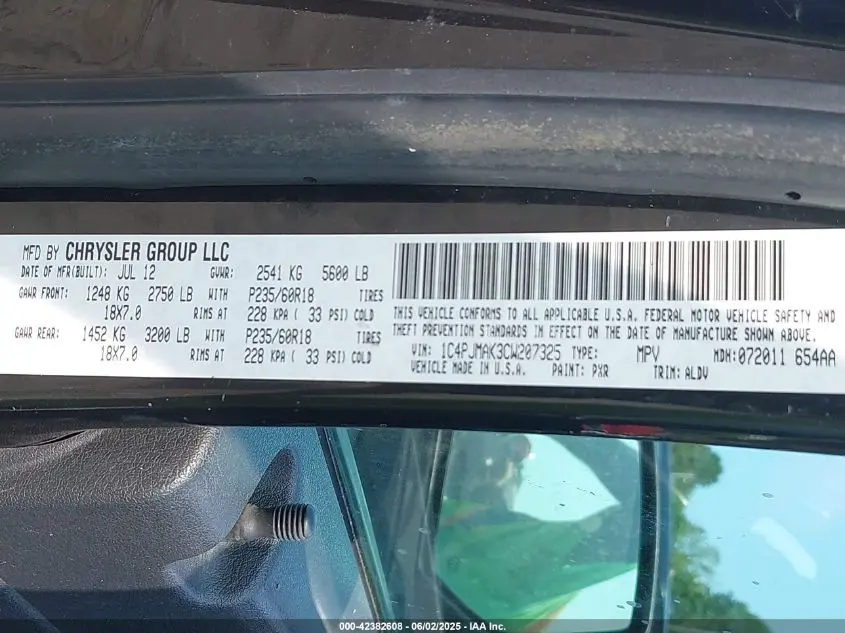 MFD BY CHRYSLER GROUP LLC
DATE OF MFR(BUILT): JUL 12 GVWR: 2541 KG 5600 LB
GAWR FRONT: 1248 KG 2750 LB WITH P235/60R18 TIRES
18X7.0 RIMS AT 228 KPA ( 33 PSI) COLD
GAWR REAR: 1452 KG 3200 LB WITH P235/60R18 TIRES
18X7.0 RIMS AT 228 KPA ( 33 PSI) COLD
THIS VEHICLE CONFORMS TO ALL APPLICABLE U.S.A. FEDERAL MOTOR VEHICLE SAFETY AND
THEFT PREVENTION STANDARDS IN EFFECT ON THE DATE OF MANUFACTURE SHOWN ABOVE.
VIN: 1C4PJMAK3CW207325 TYPE: MPV MDH:072011 654AA
VEHICLE MADE IN U.S.A. PAINT: PXR TRIM: ALDV
000-42382608 - 06/02/2025 - IAA Inc.